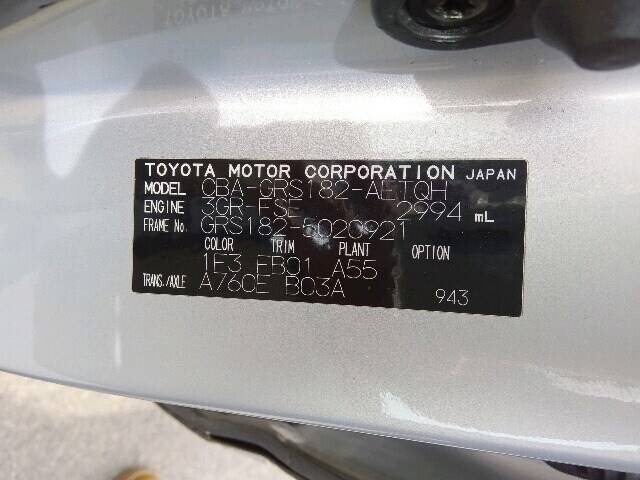 TOYOTA MOTOR CORPORATION JAPAN
MODEL CBA-GRS182-AETQH
ENGINE 3GR-FSE 2994 mL
FRAME No. GRS182-5020921
COLOR TRIM PLANT OPTION
1E3 FB01 A55
TRANS./AXLE A760E B03A
943